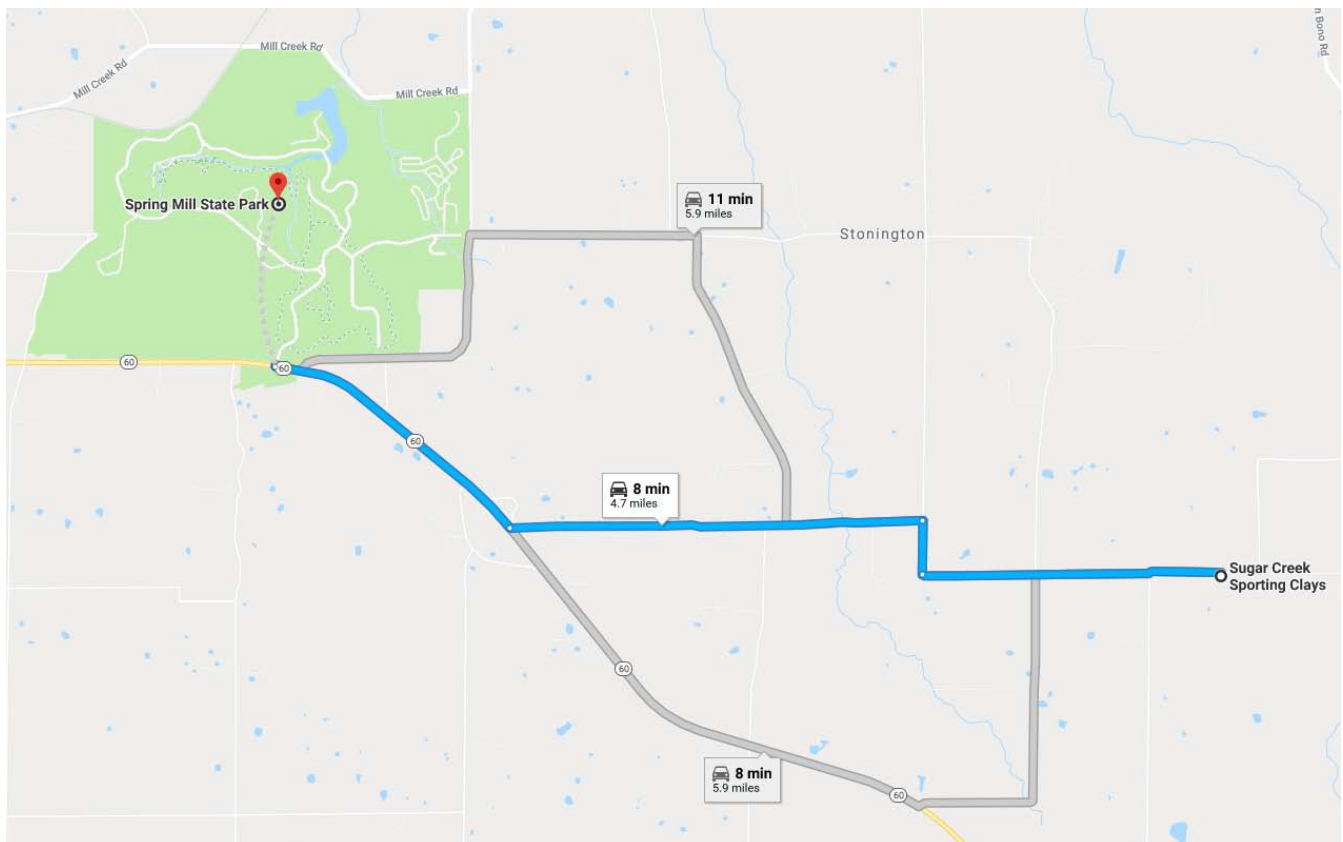 n Bono Rd
Mill Creek Rd
Mill Creek Rd
Mill Creek Rd
11 min
5.9 miles
Spring Mill State Park
Stonington
60
60
60
8 min
4.7 miles
Sugar Creek
Sporting Clays
60
8 min
5.9 miles
60